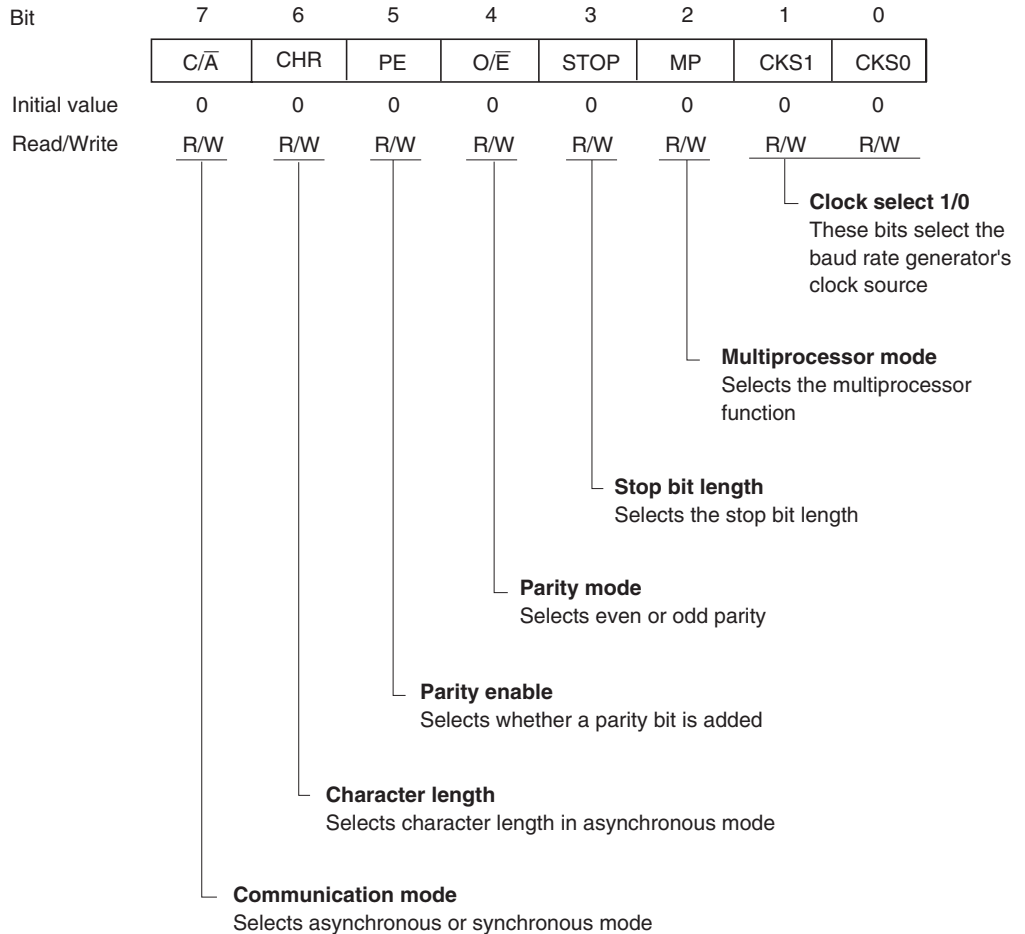 Bit 7 6 5 4 3 2 1 0
C/A̅ CHR PE O/E̅ STOP MP CKS1 CKS0
Initial value 0 0 0 0 0 0 0 0
Read/Write R/W R/W R/W R/W R/W R/W R/W R/W
Clock select 1/0
These bits select the
baud rate generator's
clock source
Multiprocessor mode
Selects the multiprocessor
function
Stop bit length
Selects the stop bit length
Parity mode
Selects even or odd parity
Parity enable
Selects whether a parity bit is added
Character length
Selects character length in asynchronous mode
Communication mode
Selects asynchronous or synchronous mode